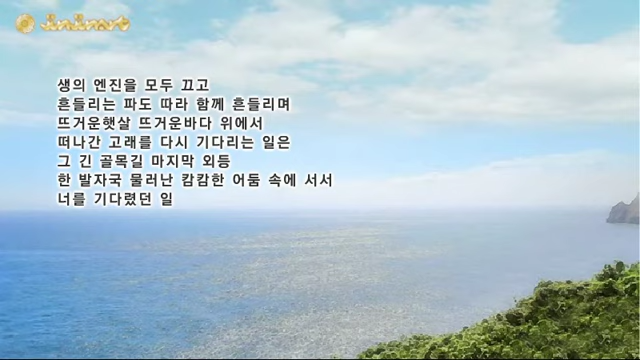 생의 엔진을 모두 끄고
흔들리는 파도 따라 함께 흔들리며
뜨거운햇살 뜨거운바다 위에서
떠나간 고래를 다시 기다리는 일은
그 긴 골목길 마지막 외등
한 발자국 물러난 캄캄한 어둠 속에 서서
너를 기다렸던 일